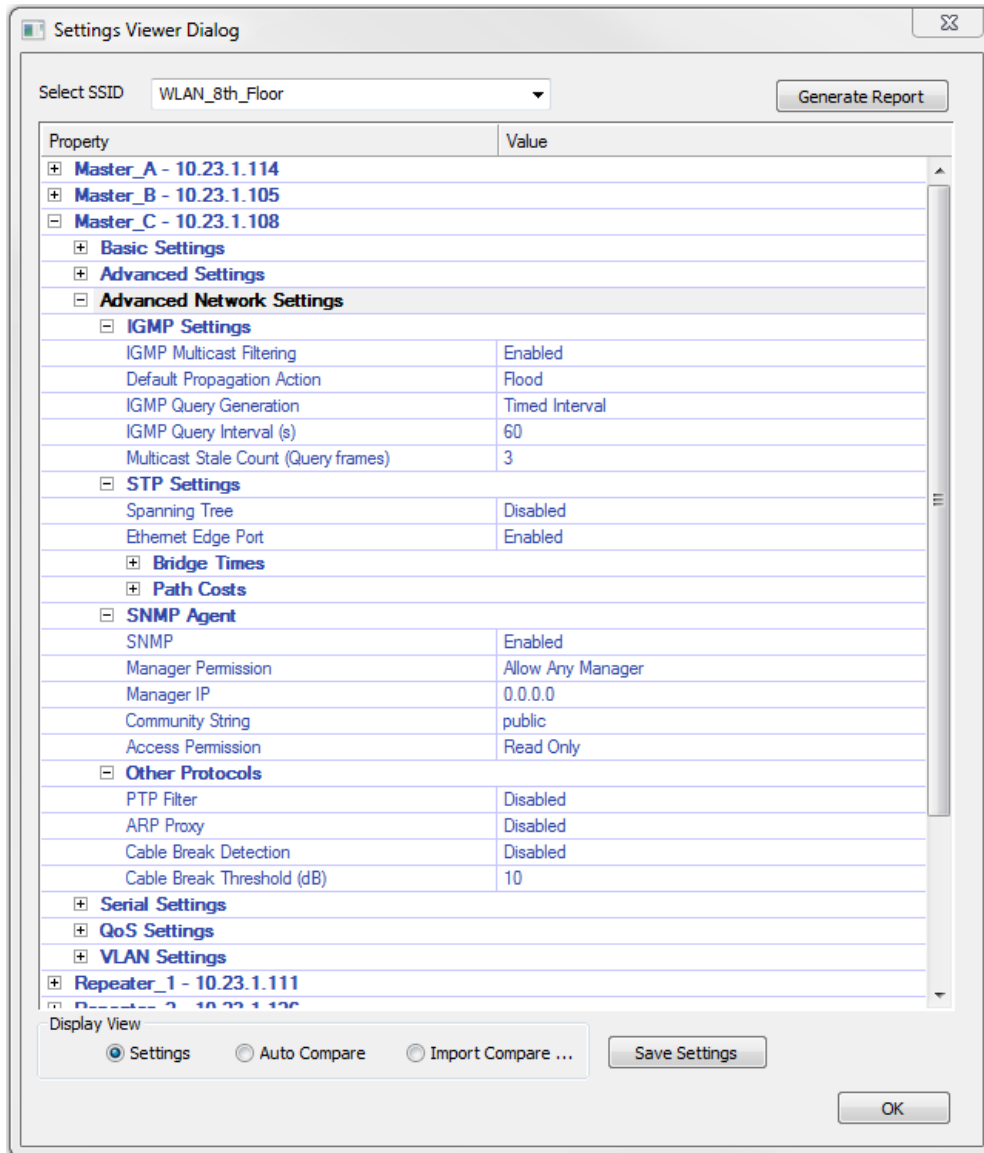 Settings Viewer Dialog
Select SSID WLAN_8th_Floor Generate Report
Property Value
Master_A - 10.23.1.114
Master_B - 10.23.1.105
Master_C - 10.23.1.108
Basic Settings
Advanced Settings
Advanced Network Settings
IGMP Settings
IGMP Multicast Filtering Enabled
Default Propagation Action Flood
IGMP Query Generation Timed Interval
IGMP Query Interval (s) 60
Multicast Stale Count (Query frames) 3
STP Settings
Spanning Tree Disabled
Ethernet Edge Port Enabled
Bridge Times
Path Costs
SNMP Agent
SNMP Enabled
Manager Permission Allow Any Manager
Manager IP 0.0.0.0
Community String public
Access Permission Read Only
Other Protocols
PTP Filter Disabled
ARP Proxy Disabled
Cable Break Detection Disabled
Cable Break Threshold (dB) 10
Serial Settings
QoS Settings
VLAN Settings
Repeater_1 - 10.23.1.111
Repeater_2 - 10.23.1.126
Display View
Settings Auto Compare Import Compare ... Save Settings
OK